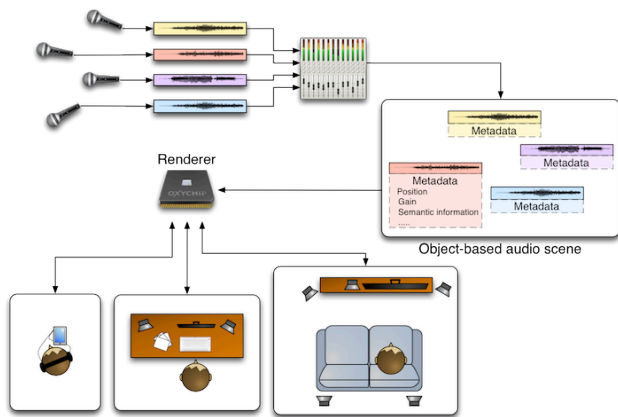 Metadata
Metadata
Metadata
Position
Gain
Semantic information
.....
Metadata
Object-based audio scene
Renderer
OXYCHIP